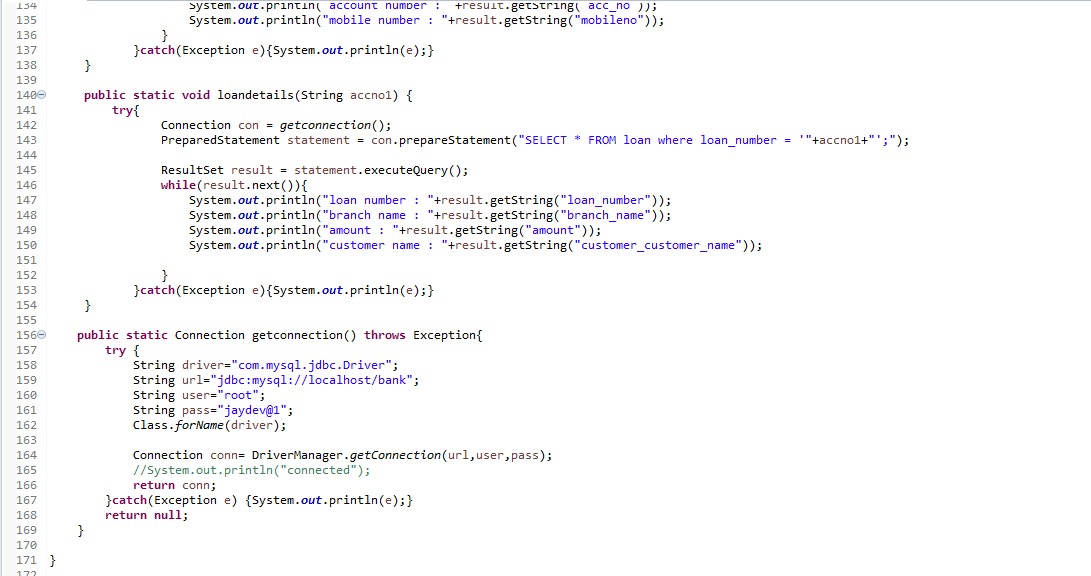 134 System.out.println("account number : "+result.getString("acc_no"));
135 System.out.println("mobile number : "+result.getString("mobileno"));
136 }
137 }catch(Exception e){System.out.println(e);}
138 }
139
140 public static void loandetails(String accno1) {
141 try{
142 Connection con = getconnection();
143 PreparedStatement statement = con.prepareStatement("SELECT * FROM loan where loan_number = '"+accno1+"';");
144
145 ResultSet result = statement.executeQuery();
146 while(result.next()){
147 System.out.println("loan number : "+result.getString("loan_number"));
148 System.out.println("branch name : "+result.getString("branch_name"));
149 System.out.println("amount : "+result.getString("amount"));
150 System.out.println("customer name : "+result.getString("customer_customer_name"));
151
152 }
153 }catch(Exception e){System.out.println(e);}
154 }
155
156 public static Connection getconnection() throws Exception{
157 try {
158 String driver="com.mysql.jdbc.Driver";
159 String url="jdbc:mysql://localhost/bank";
160 String user="root";
161 String pass="jaydev@1";
162 Class.forName(driver);
163
164 Connection conn= DriverManager.getConnection(url,user,pass);
165 //System.out.println("connected");
166 return conn;
167 }catch(Exception e) {System.out.println(e);}
168 return null;
169 }
170
171 }
172